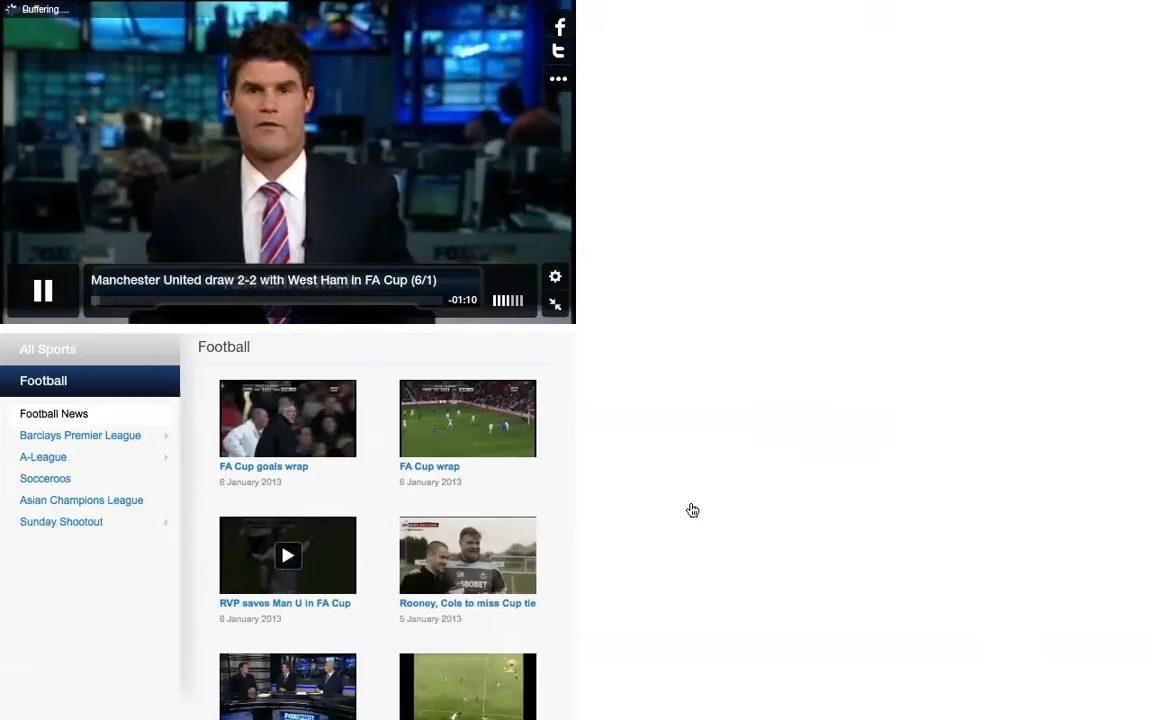 Buffering....
Manchester United draw 2-2 with West Ham in FA Cup (6/1)
-01:10
All Sports
Football
Football News
Barclays Premier League
A-League
Socceroos
Asian Champions League
Sunday Shootout
Football
FA Cup goals wrap
6 January 2013
FA Cup wrap
6 January 2013
RVP saves Man U in FA Cup
6 January 2013
Rooney, Cole to miss Cup tie
5 January 2013